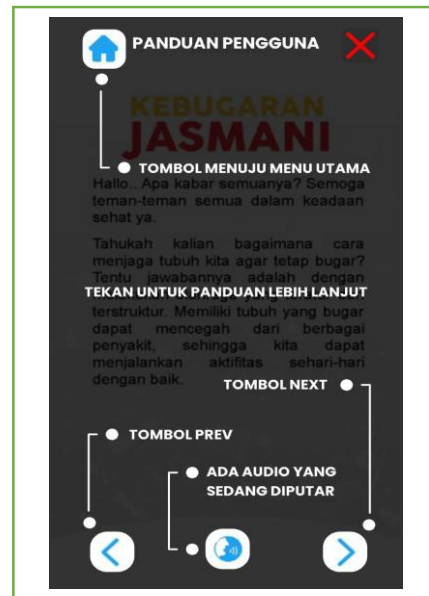 PANDUAN PENGGUNA
KEBUGARAN
JASMANI
TOMBOL MENUJU MENU UTAMA
Hallo.. Apa kabar semuanya? Semoga
teman-teman semua dalam keadaan
sehat ya.
Tahukah kalian bagaimana cara
menjaga tubuh kita agar tetap bugar?
Tentu jawabannya adalah dengan
TEKAN UNTUK PANDUAN LEBIH LANJUT
terstruktur. Memiliki tubuh yang bugar
dapat mencegah dari berbagai
penyakit, sehingga kita dapat
menjalankan aktifitas sehari-hari
dengan baik.
TOMBOL NEXT
TOMBOL PREV
ADA AUDIO YANG
SEDANG DIPUTAR